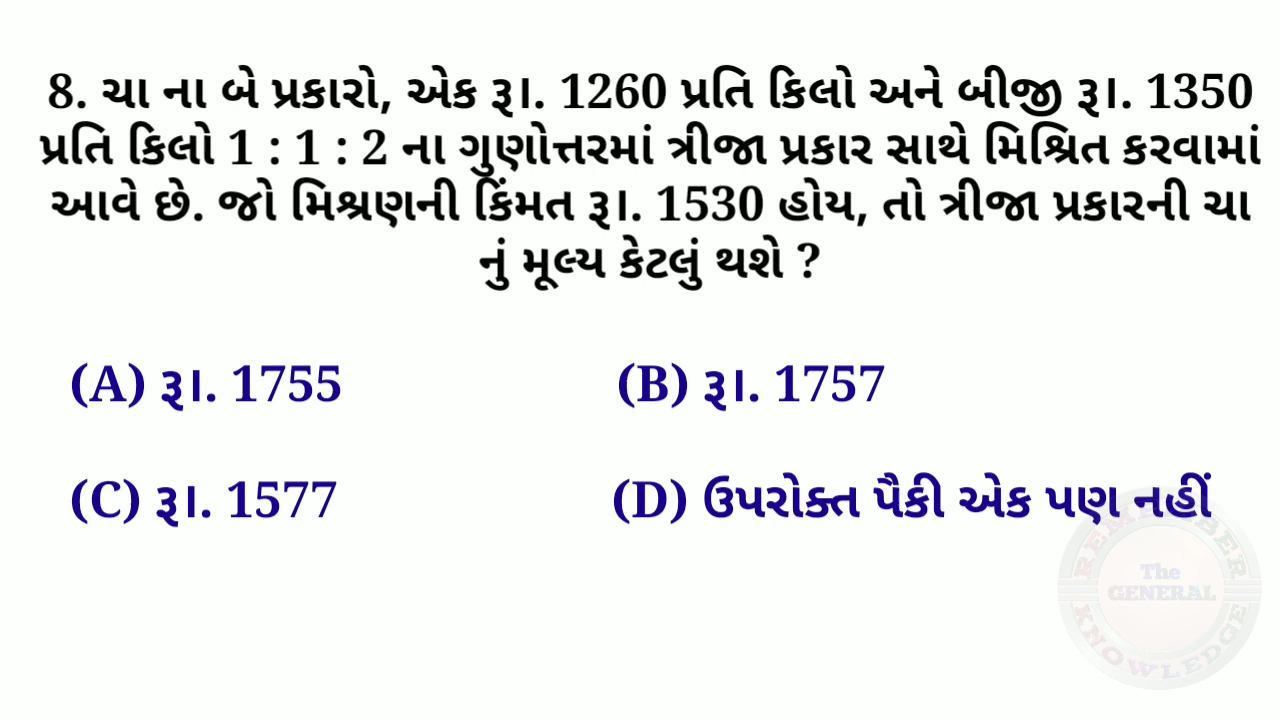 8. ચા ના બે પ્રકારો, એક રૂ।. 1260 પ્રતિ કિલો અને બીજી રૂ।. 1350
પ્રતિ કિલો 1 : 1 : 2 ના ગુણોત્તરમાં ત્રીજા પ્રકાર સાથે મિશ્રિત કરવામાં
આવે છે. જો મિશ્રણની કિંમત રૂ।. 1530 હોય, તો ત્રીજા પ્રકારની ચા
નું મૂલ્ય કેટલું થશે ?
(A) રૂ।. 1755 (B) રૂ।. 1757
(C) રૂ।. 1577 (D) ઉપરોક્ત પૈકી એક પણ નહીં
REMEMBER
The
GENERAL
KNOWLEDGE